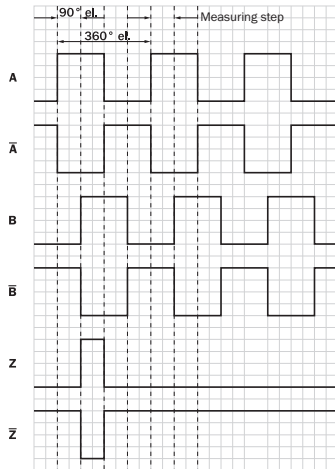 90° el.
Measuring step
360° el.
A
A̅
B
B̅
Z
Z̅